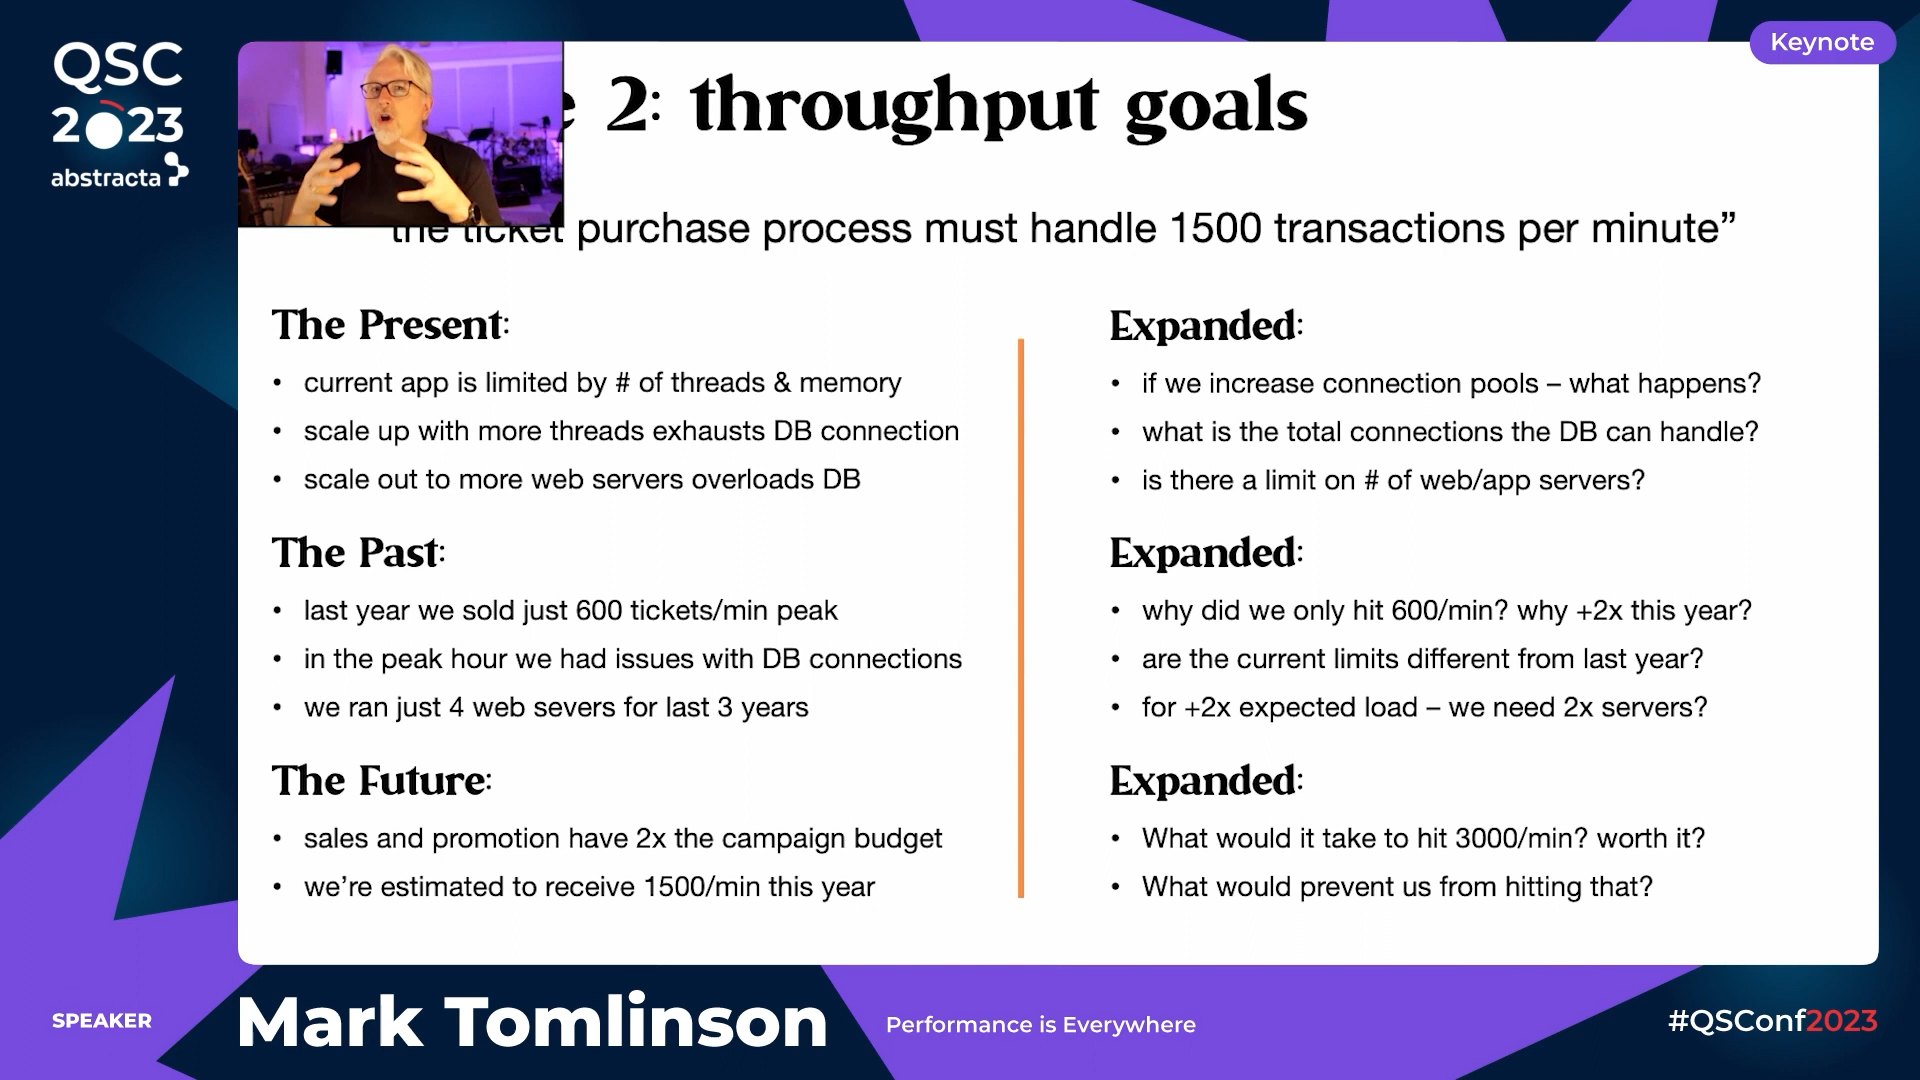 QSC
2023
abstracta
Keynote
2: throughput goals
the ticket purchase process must handle 1500 transactions per minute”
The Present:
• current app is limited by # of threads & memory
• scale up with more threads exhausts DB connection
• scale out to more web servers overloads DB
The Past:
• last year we sold just 600 tickets/min peak
• in the peak hour we had issues with DB connections
• we ran just 4 web severs for last 3 years
The Future:
• sales and promotion have 2x the campaign budget
• we’re estimated to receive 1500/min this year
Expanded:
• if we increase connection pools – what happens?
• what is the total connections the DB can handle?
• is there a limit on # of web/app servers?
Expanded:
• why did we only hit 600/min? why +2x this year?
• are the current limits different from last year?
• for +2x expected load – we need 2x servers?
Expanded:
• What would it take to hit 3000/min? worth it?
• What would prevent us from hitting that?
SPEAKER
Mark Tomlinson
Performance is Everywhere
#QSConf2023